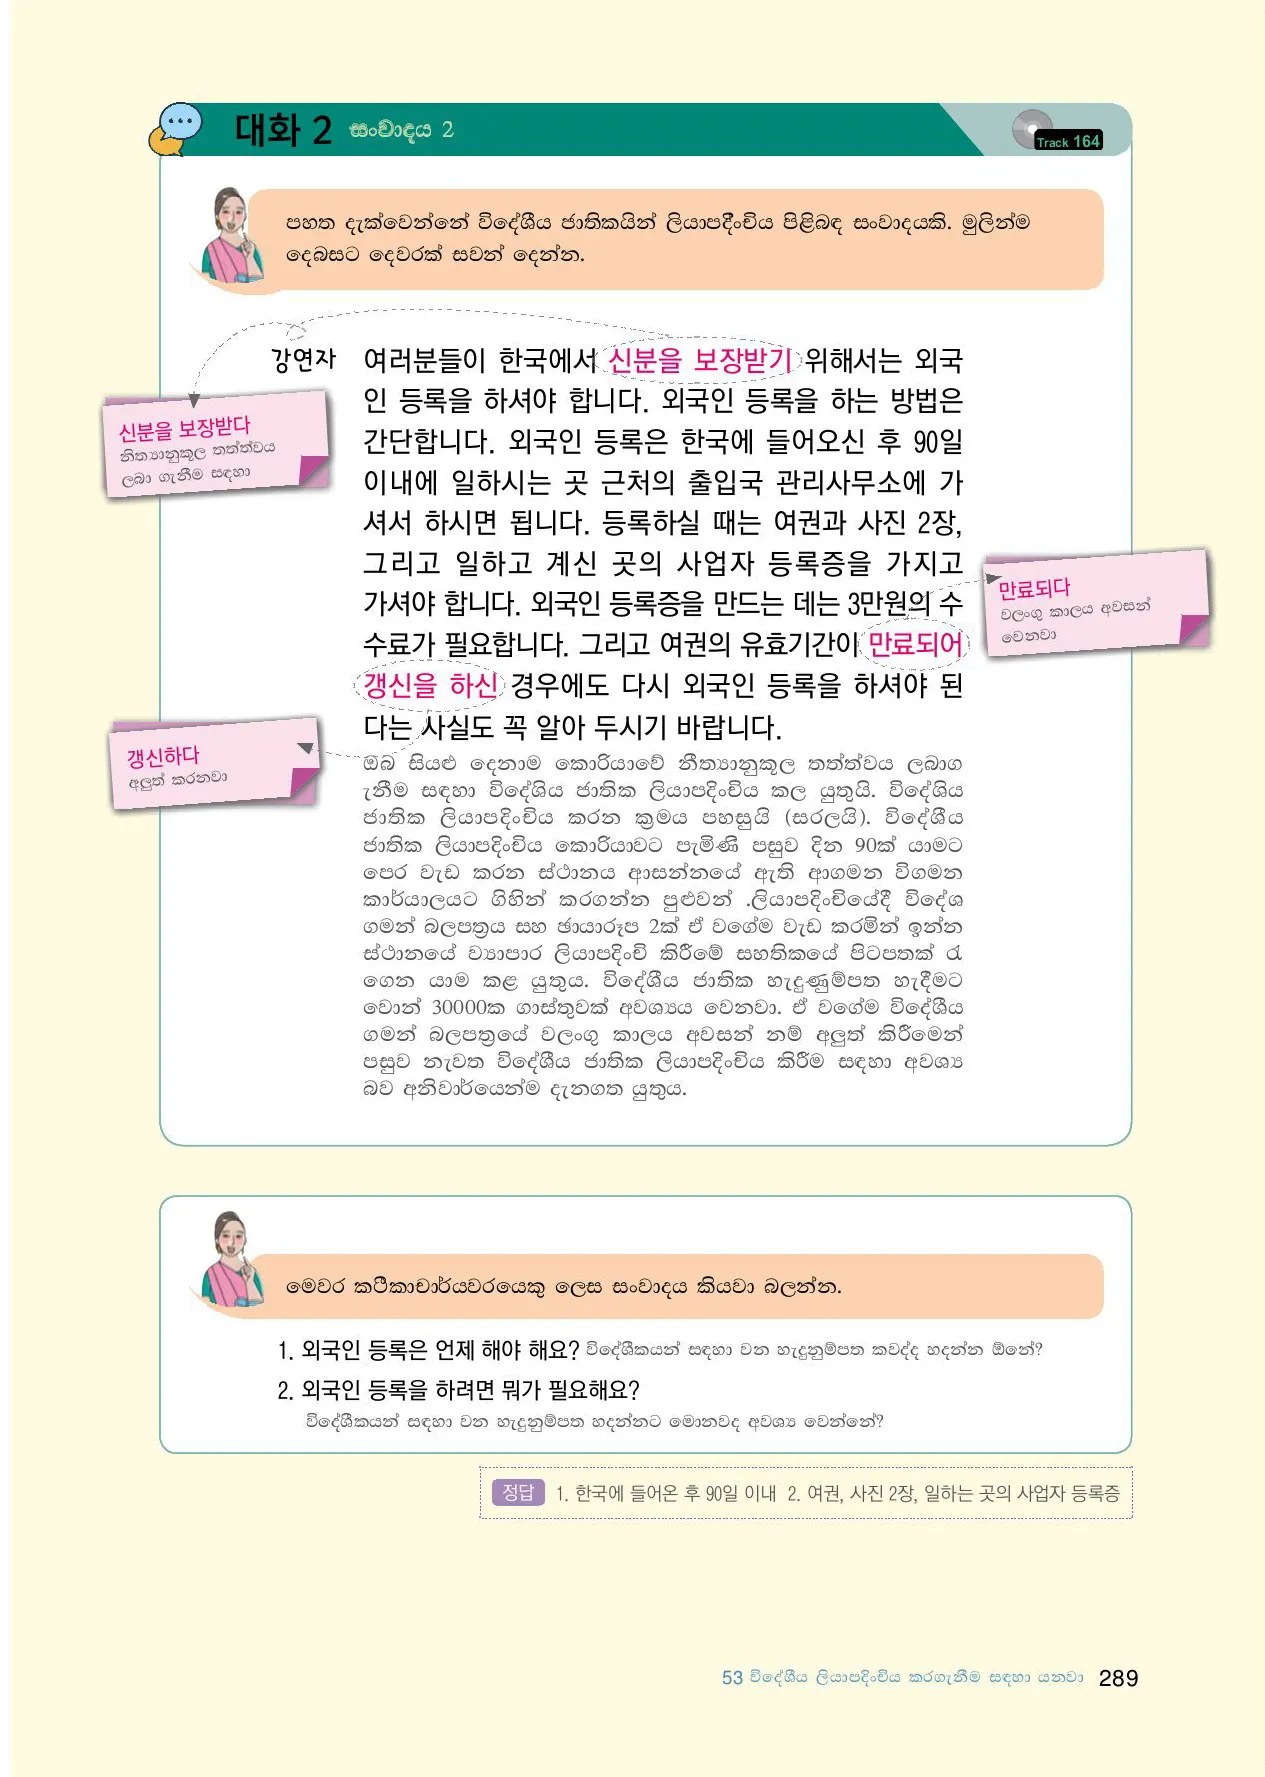 대화 2 සංවාදය 2
Track 164
පහත දැක්වෙන්නේ විදේශීය ජාතිකයින් ලියාපදීංචිය පිළිබඳ සංවාදයකි. මුලින්ම
දෙබසට දෙවරක් සවන් දෙන්න.
강연자 여러분들이 한국에서 신분을 보장받기 위해서는 외국
인 등록을 하셔야 합니다. 외국인 등록을 하는 방법은
간단합니다. 외국인 등록은 한국에 들어오신 후 90일
이내에 일하시는 곳 근처의 출입국 관리사무소에 가
셔서 하시면 됩니다. 등록하실 때는 여권과 사진 2장,
그리고 일하고 계신 곳의 사업자 등록증을 가지고
가셔야 합니다. 외국인 등록증을 만드는 데는 3만원의 수
수료가 필요합니다. 그리고 여권의 유효기간이 만료되어
갱신을 하신 경우에도 다시 외국인 등록을 하셔야 된
다는 사실도 꼭 알아 두시기 바랍니다.
신분을 보장받다
නිත්‍යානුකූල තත්ත්වය
ලබා ගැනීම සඳහා
만료되다
වලංගු කාලය අවසන්
වෙනවා
갱신하다
අලුත් කරනවා
ඔබ සියළු දෙනාම කොරියාවේ නීත්‍යානුකූල තත්ත්වය ලබාග
ැනීම සඳහා විදේශිය ජාතික ලියාපදිංචිය කල යුතුයි. විදේශිය
ජාතික ලියාපදිංචිය කරන ක්‍රමය පහසුයි (සරලයි). විදේශීය
ජාතික ලියාපදිංචිය කොරියාවට පැමිණි පසුව දින 90ක් යාමට
පෙර වැඩ කරන ස්ථානය ආසන්නයේ ඇති ආගමන විගමන
කාර්යාලයට ගිහින් කරගන්න පුළුවන් .ලියාපදිංචියේදී විදේශ
ගමන් බලපත්‍රය සහ ඡායාරූප 2ක් ඒ වගේම වැඩ කරමින් ඉන්න
ස්ථානයේ ව්‍යාපාර ලියාපදිංචි කිරීමේ සහතිකයේ පිටපතක් රැ
ගෙන යාම කළ යුතුය. විදේශීය ජාතික හැඳුණුම්පත හැදීමට
වොන් 30000ක ගාස්තුවක් අවශ්‍යය වෙනවා. ඒ වගේම විදේශීය
ගමන් බලපත්‍රයේ වලංගු කාලය අවසන් නම් අලුත් කිරීමෙන්
පසුව නැවත විදේශීය ජාතික ලියාපදිංචිය කිරීම සඳහා අවශ්‍ය
බව අනිවාර්යෙන්ම දැනගත යුතුය.
මෙවර කථිකාචාර්යවරයෙකු ලෙස සංවාදය කියවා බලන්න.
1. 외국인 등록은 언제 해야 해요? විදේශිකයන් සඳහා වන හැඳුනුම්පත කවද්ද හදන්න ඕනේ?
2. 외국인 등록을 하려면 뭐가 필요해요?
විදේශිකයන් සඳහා වන හැඳුනුම්පත හදන්නට මොනවද අවශ්‍ය වෙන්නේ?
정답 1. 한국에 들어온 후 90일 이내 2. 여권, 사진 2장, 일하는 곳의 사업자 등록증
53 විදේශීය ලියාපදිංචිය කරගැනීම සඳහා යනවා 289